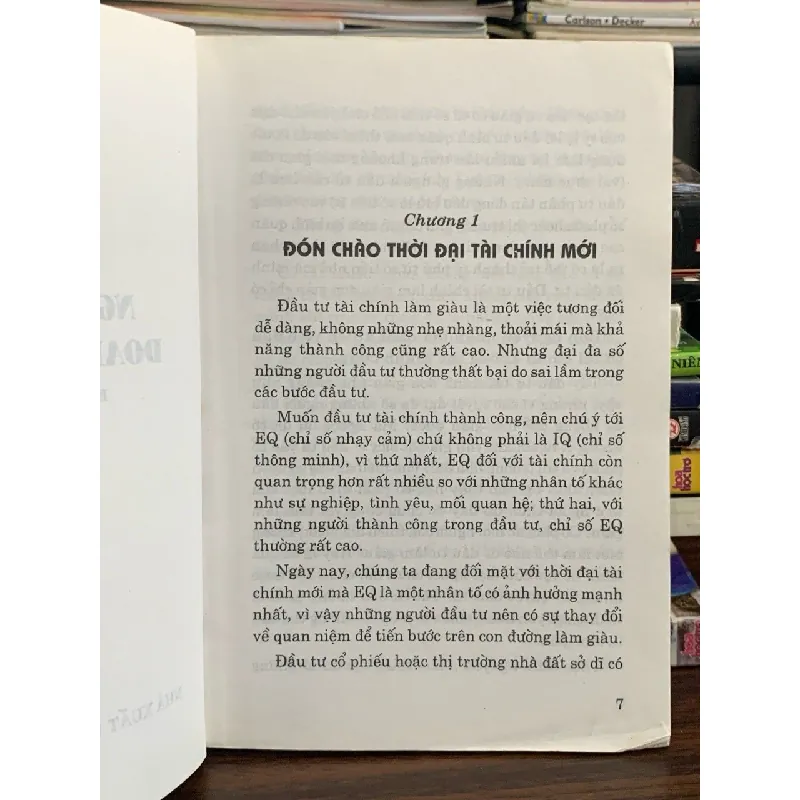 Carlson • Decker
Chương 1
ĐÓN CHÀO THỜI ĐẠI TÀI CHÍNH MỚI
Đầu tư tài chính làm giàu là một việc tương đối
dễ dàng, không những nhẹ nhàng, thoải mái mà khả
năng thành công cũng rất cao. Nhưng đại đa số
những người đầu tư thường thất bại do sai lầm trong
các bước đầu tư.
Muốn đầu tư tài chính thành công, nên chú ý tới
EQ (chỉ số nhạy cảm) chứ không phải là IQ (chỉ số
thông minh), vì thứ nhất, EQ đối với tài chính còn
quan trọng hơn rất nhiều so với những nhân tố khác
như sự nghiệp, tình yêu, mối quan hệ; thứ hai, với
những người thành công trong đầu tư, chỉ số EQ
thường rất cao.
Ngày nay, chúng ta đang đối mặt với thời đại tài
chính mới mà EQ là một nhân tố có ảnh hưởng mạnh
nhất, vì vậy những người đầu tư nên có sự thay đổi
về quan niệm để tiến bước trên con đường làm giàu.
Đầu tư cổ phiếu hoặc thị trường nhà đất sở dĩ có
7
NG
DOA
NHÀ XUẤT
NIÊN